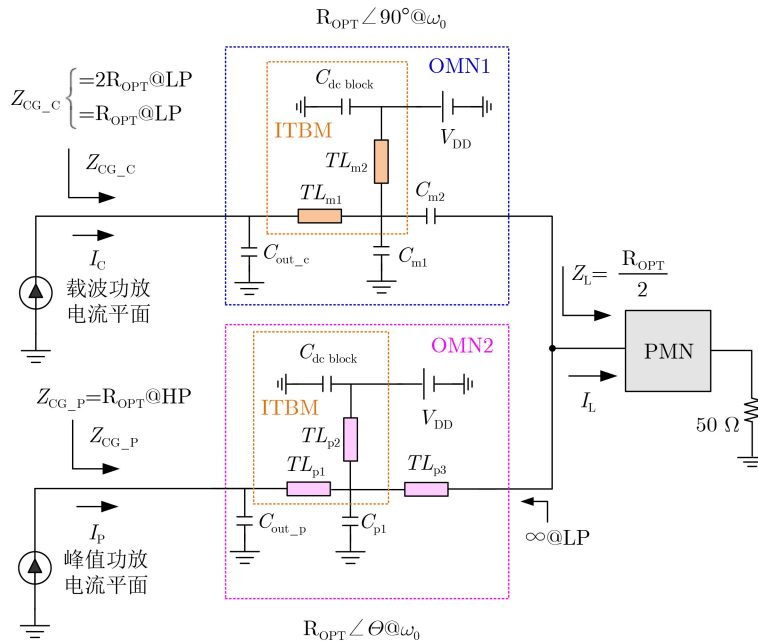 R_OPT∠90°@ω_0
OMN1
C_dc block
Z_CG_C {=2R_OPT@LP
=R_OPT@LP
ITBM
V_DD
TL_m2
Z_CG_C
TL_m1
C_m2
I_C
C_out_c
C_m1
载波功放
电流平面
Z_L= R_OPT/2
OMN2
C_dc block
PMN
Z_CG_P=R_OPT@HP
ITBM
V_DD
I_L
50 Ω
Z_CG_P
TL_p2
TL_p1
TL_p3
I_P
C_out_p
C_p1
∞@LP
峰值功放
电流平面
R_OPT∠Θ@ω_0